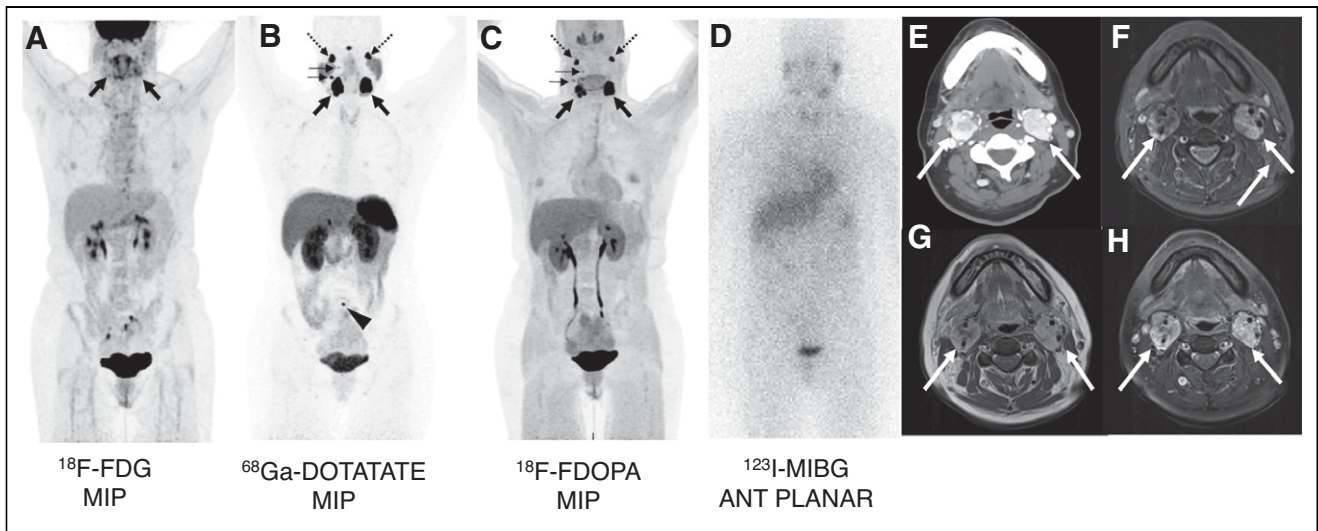 A
B
C
D
E
F
G
H
18F-FDG
MIP
68Ga-DOTATATE
MIP
18F-FDOPA
MIP
123I-MIBG
ANT PLANAR